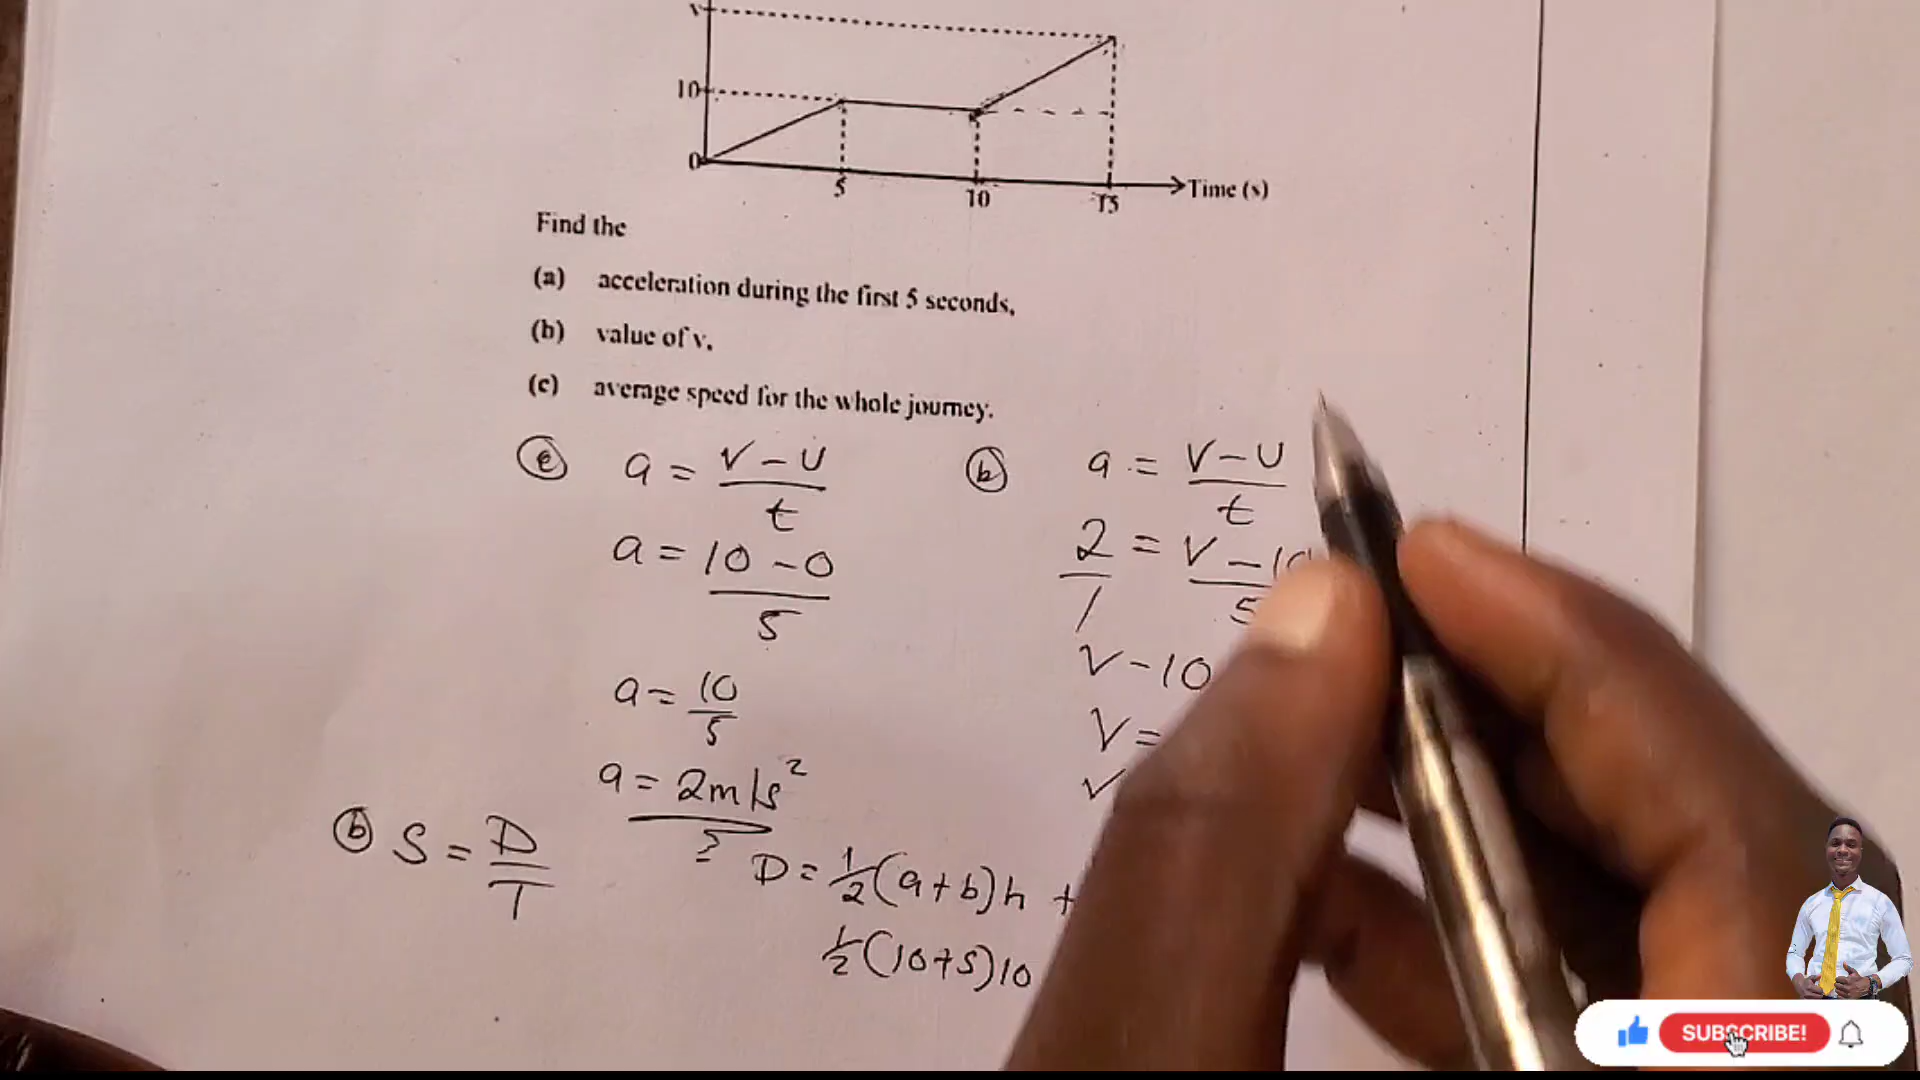 v
10
0
5
10
15
Time (s)
Find the
(a) acceleration during the first 5 seconds,
(b) value of v,
(c) average speed for the whole journey.
a = v - u / t
a = 10 - 0 / 5
a = 10 / 5
a = 2m/s²
(b) a = v - u / t
2 / 1 = v - 10 / 5
v - 10
v =
v
(b) S = D / T
D = 1/2 (a + b) h +
1/2 (10 + 5) 10
SUBSCRIBE!